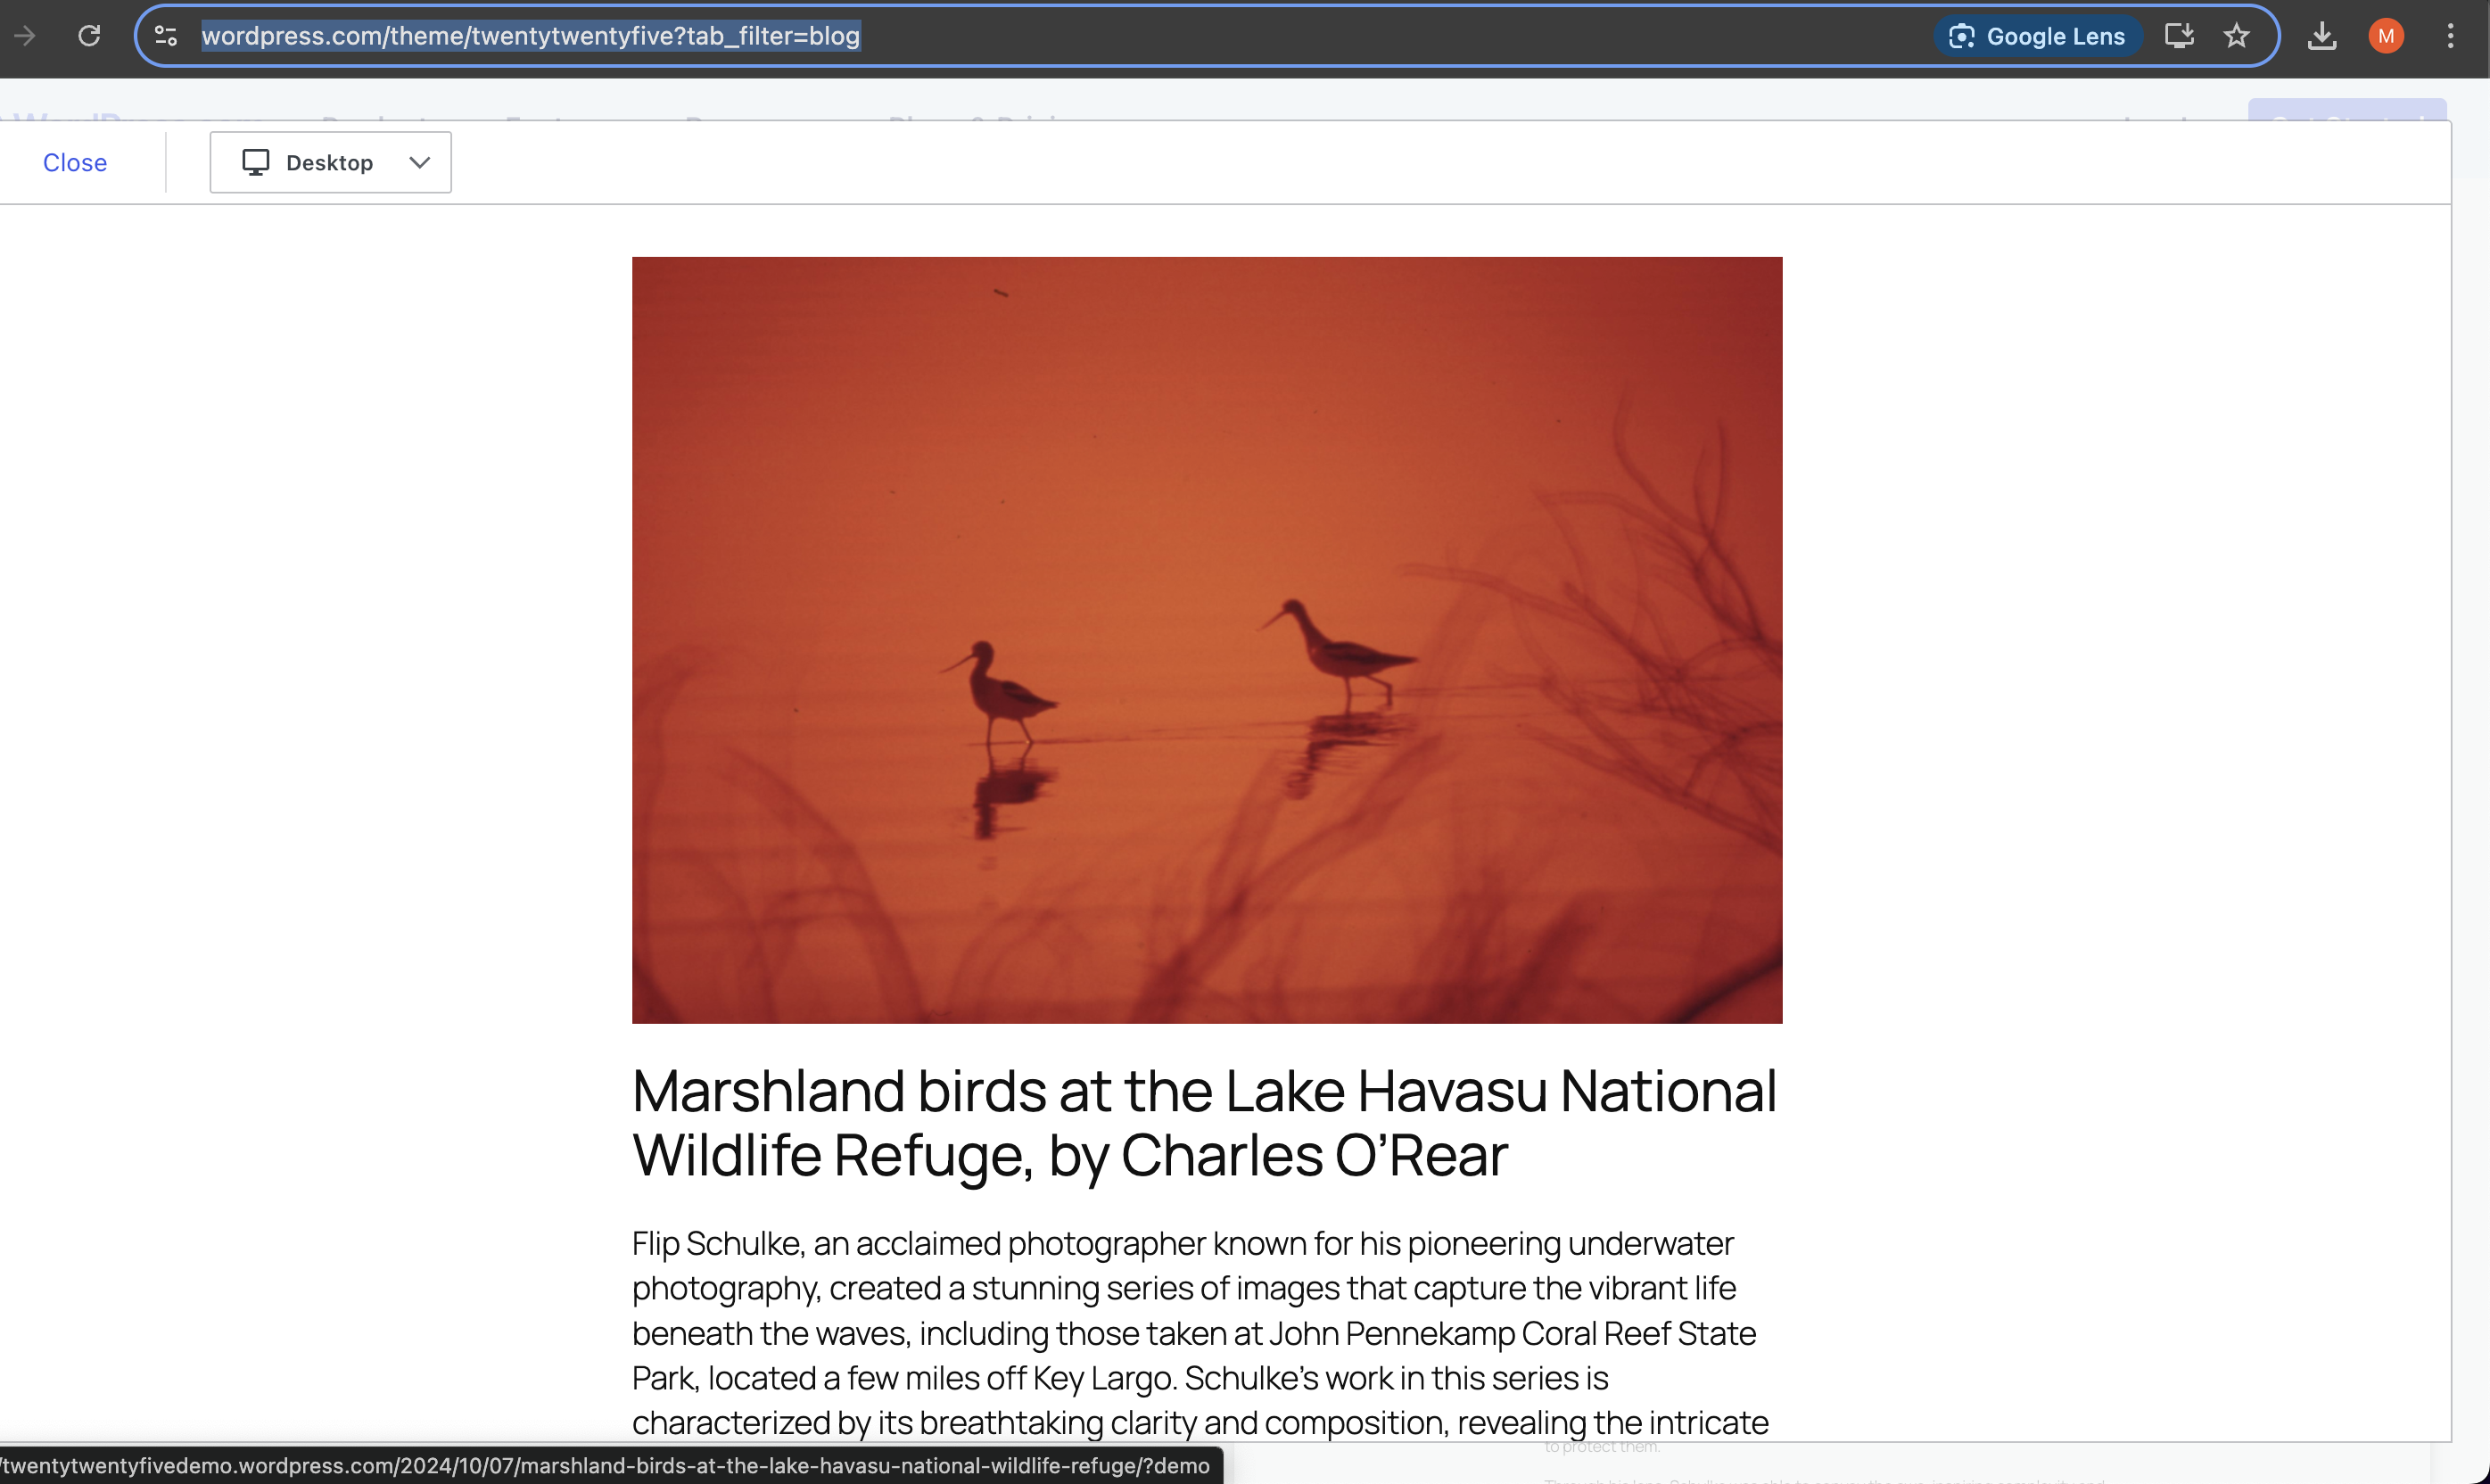 wordpress.com/theme/twentytwentyfive?tab_filter=blog
Google Lens
M
Close
Desktop
Marshland birds at the Lake Havasu National
Wildlife Refuge, by Charles O’Rear
Flip Schulke, an acclaimed photographer known for his pioneering underwater
photography, created a stunning series of images that capture the vibrant life
beneath the waves, including those taken at John Pennekamp Coral Reef State
Park, located a few miles off Key Largo. Schulke’s work in this series is
characterized by its breathtaking clarity and composition, revealing the intricate
to protect them.
/twentytwentyfivedemo.wordpress.com/2024/10/07/marshland-birds-at-the-lake-havasu-national-wildlife-refuge/?demo